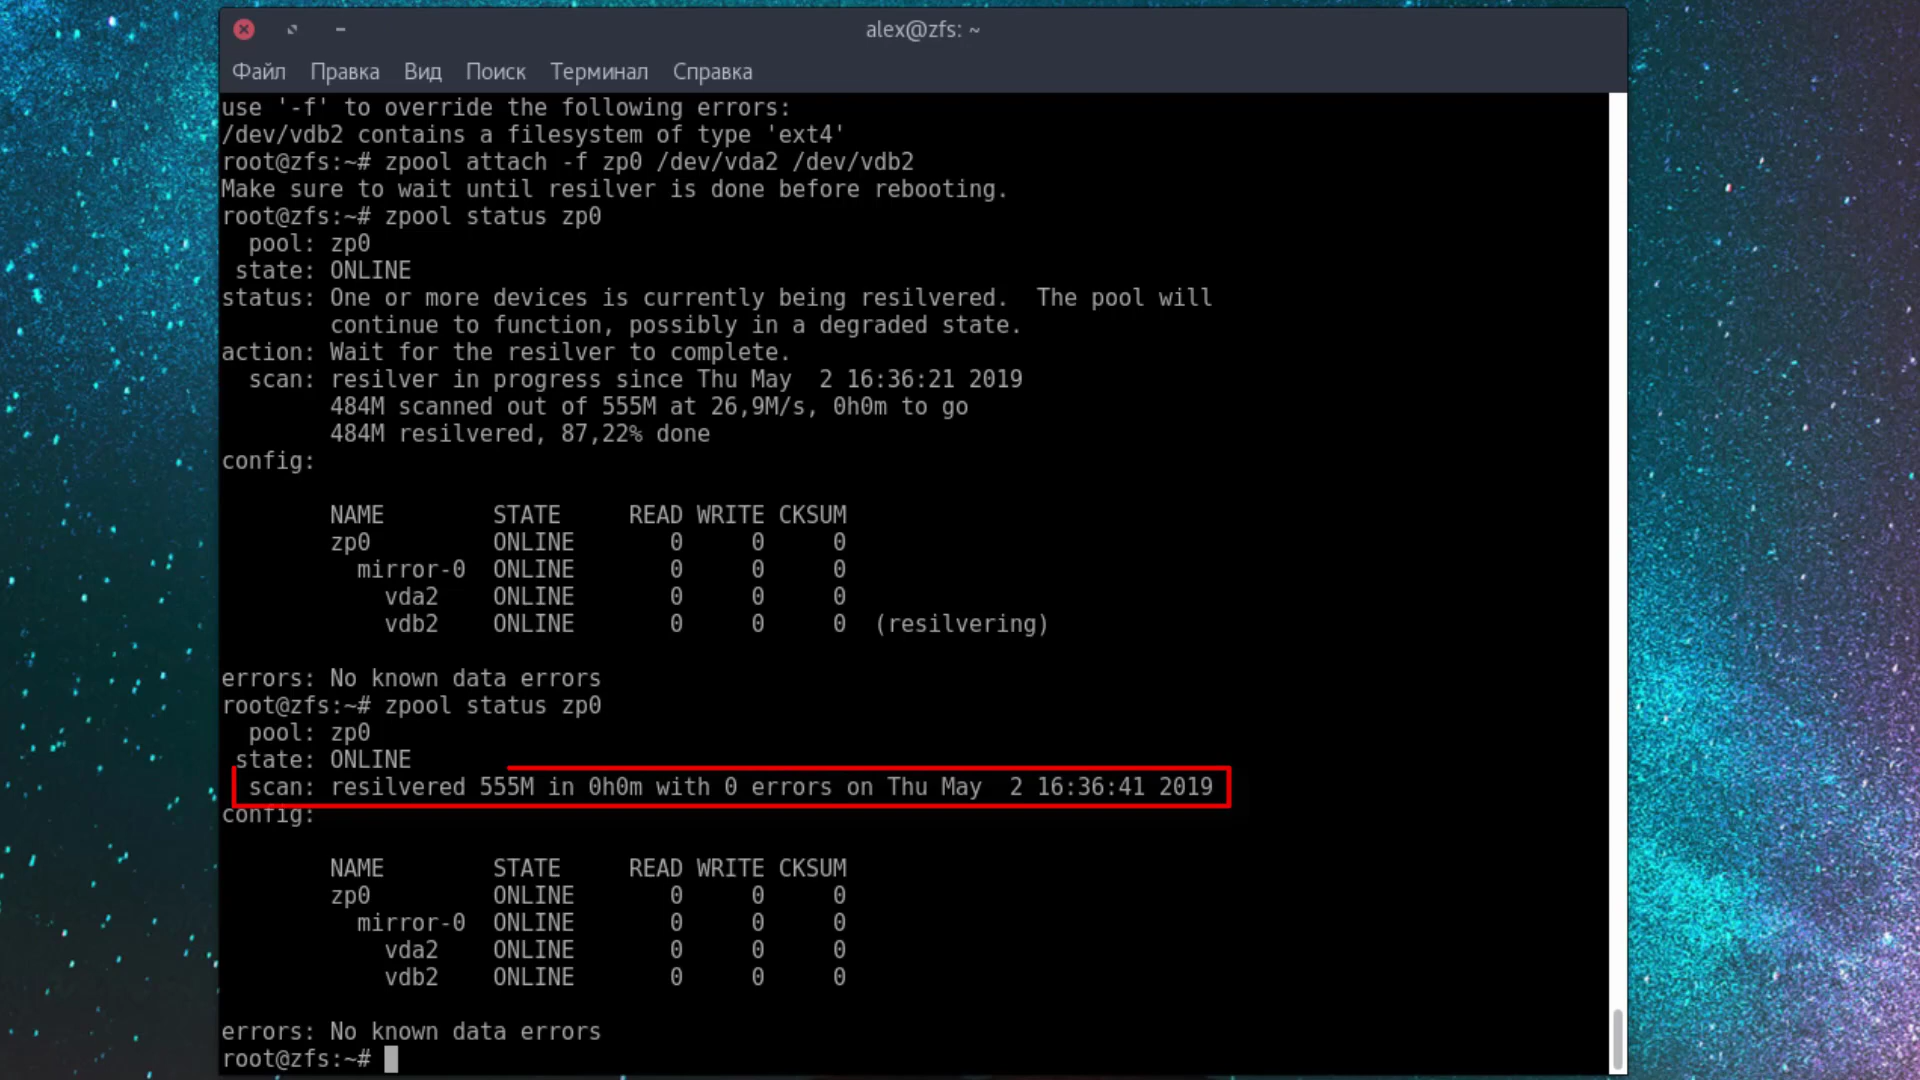 alex@zfs: ~
Файл Правка Вид Поиск Терминал Справка
use '-f' to override the following errors:
/dev/vdb2 contains a filesystem of type 'ext4'
root@zfs:~# zpool attach -f zp0 /dev/vda2 /dev/vdb2
Make sure to wait until resilver is done before rebooting.
root@zfs:~# zpool status zp0
  pool: zp0
 state: ONLINE
status: One or more devices is currently being resilvered.  The pool will
        continue to function, possibly in a degraded state.
action: Wait for the resilver to complete.
  scan: resilver in progress since Thu May  2 16:36:21 2019
        484M scanned out of 555M at 26,9M/s, 0h0m to go
        484M resilvered, 87,22% done
config:
        NAME        STATE     READ WRITE CKSUM
        zp0         ONLINE       0     0     0
          mirror-0  ONLINE       0     0     0
            vda2    ONLINE       0     0     0
            vdb2    ONLINE       0     0     0  (resilvering)
errors: No known data errors
root@zfs:~# zpool status zp0
  pool: zp0
 state: ONLINE
  scan: resilvered 555M in 0h0m with 0 errors on Thu May  2 16:36:41 2019
config:
        NAME        STATE     READ WRITE CKSUM
        zp0         ONLINE       0     0     0
          mirror-0  ONLINE       0     0     0
            vda2    ONLINE       0     0     0
            vdb2    ONLINE       0     0     0
errors: No known data errors
root@zfs:~#